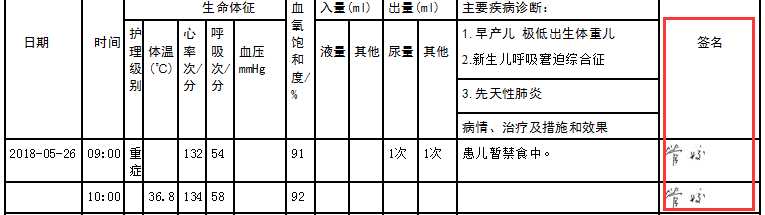 日期 时间 生命体征 血氧饱和度/% 入量(ml) 出量(ml) 主要疾病诊断: 签名
护理级别 体温(℃) 心率次/分 呼吸次/分 血压mmHg 液量 其他 尿量 其他
1.早产儿 极低出生体重儿
2.新生儿呼吸窘迫综合征
3.先天性肺炎
病情、治疗及措施和效果
2018-05-26 09:00 重症 132 54 91 1次 1次 患儿暂禁食中。
10:00 36.8 134 58 92